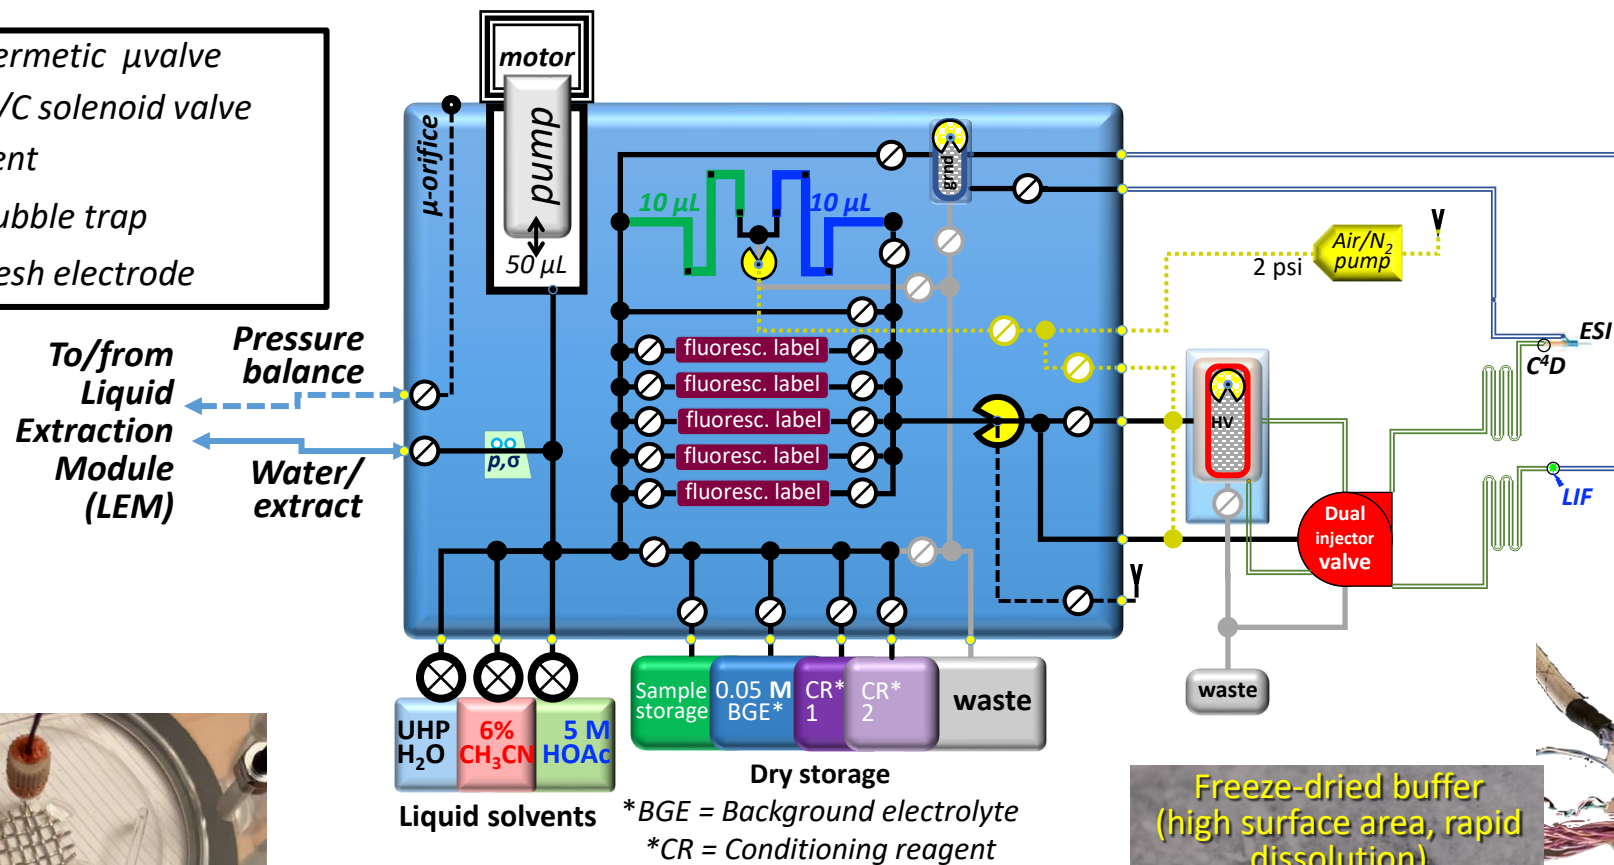 ermetic μvalve
/C solenoid valve
ent
ubble trap
esh electrode
motor
pump
50 μL
μ-orifice
10 μL
10 μL
grnd
Air/N2
pump
2 psi
ESI
C4D
To/from
Liquid
Extraction
Module
(LEM)
Pressure
balance
Water/
extract
p,σ
fluoresc. label
fluoresc. label
fluoresc. label
fluoresc. label
fluoresc. label
HV
LIF
Dual
injector
valve
waste
UHP
H2O
6%
CH3CN
5 M
HOAc
Liquid solvents
Sample
storage
0.05 M
BGE*
CR*
1
CR*
2
waste
Dry storage
*BGE = Background electrolyte
*CR = Conditioning reagent
Freeze-dried buffer
(high surface area, rapid
dissolution)